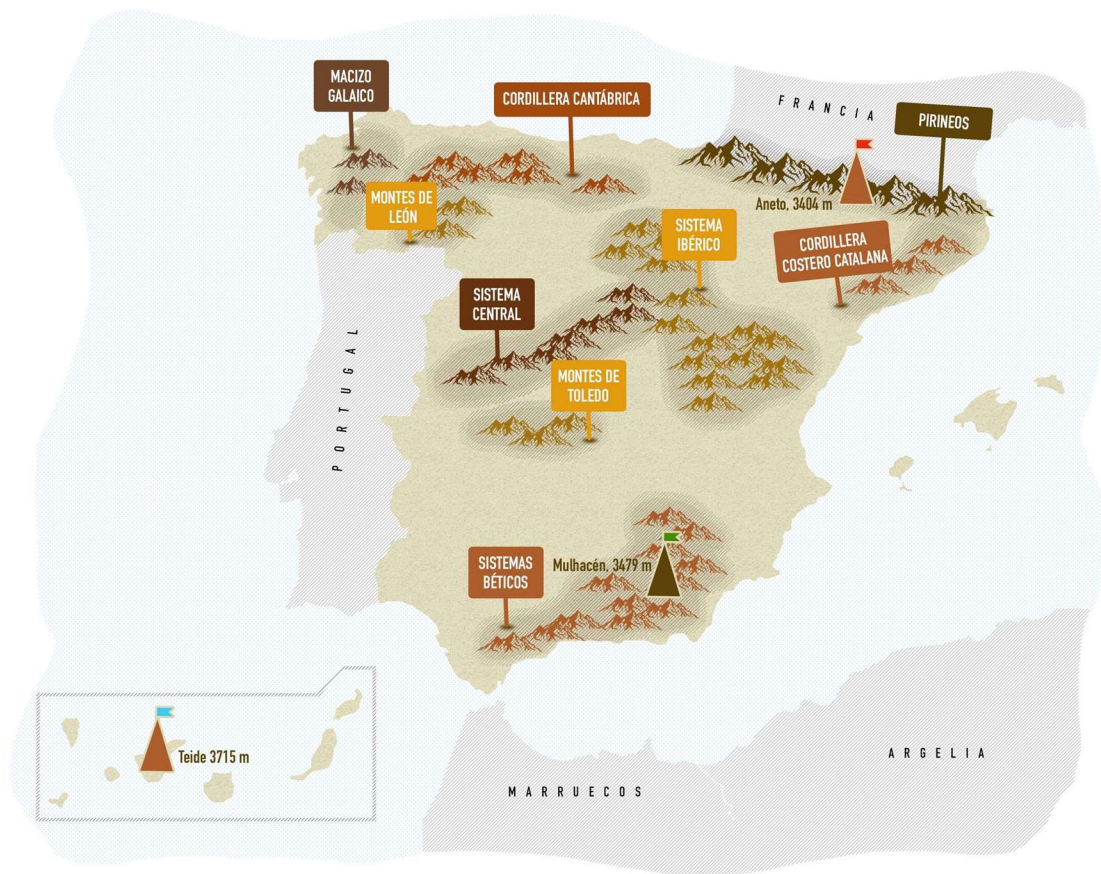 MACIZO
GALAICO
CORDILLERA CANTÁBRICA
FRANCIA
PIRINEOS
MONTES DE
LEÓN
Aneto, 3404 m
SISTEMA
IBÉRICO
CORDILLERA
COSTERO CATALANA
SISTEMA
CENTRAL
MONTES DE
TOLEDO
PORTUGAL
SISTEMAS
BÉTICOS
Mulhacén, 3479 m
Teide 3715 m
MARRUECOS
ARGELIA